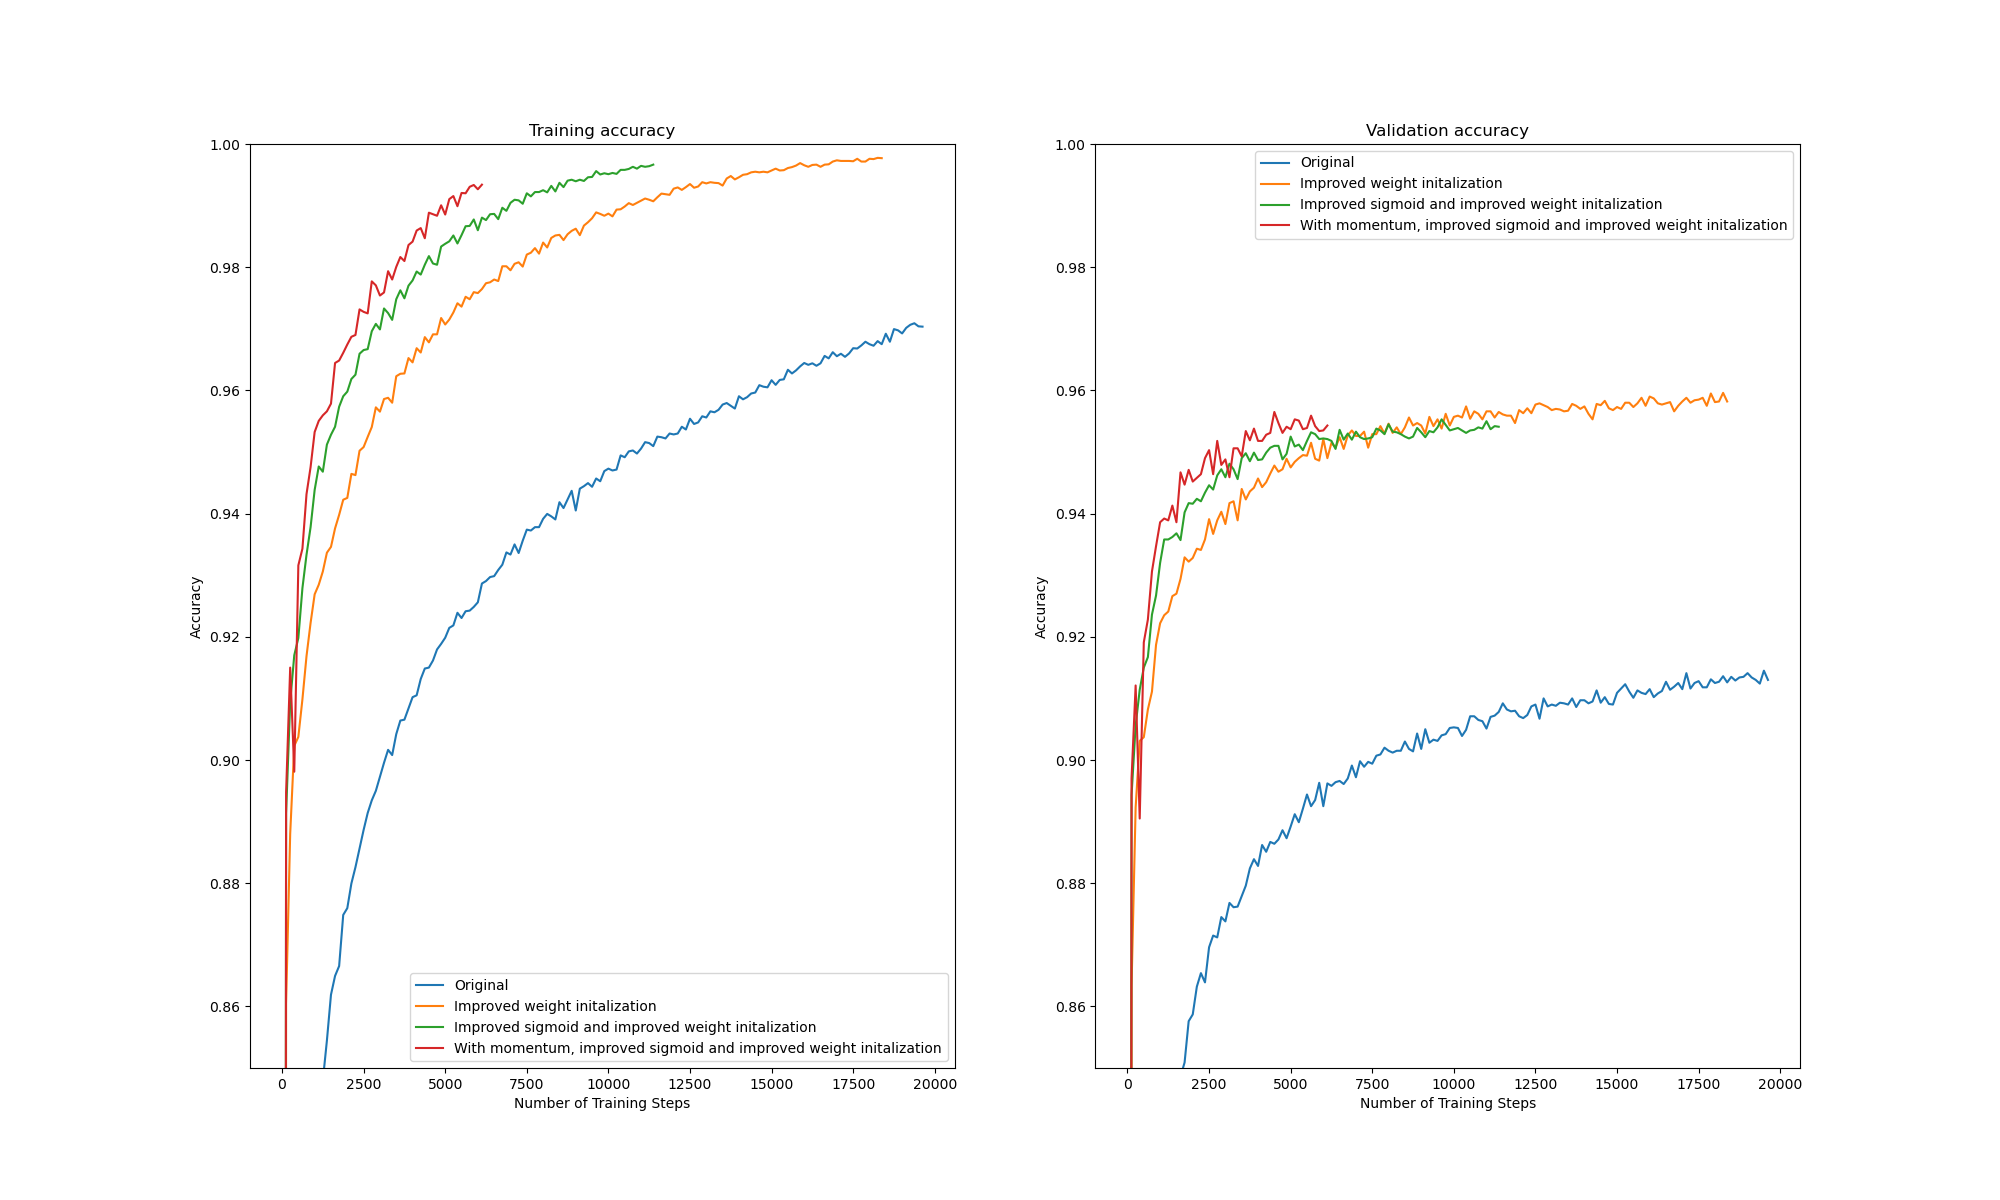 Training accuracy
1.00
0.98
0.96
0.94
0.92
0.90
0.88
0.86
Accuracy
Original
Improved weight initalization
Improved sigmoid and improved weight initalization
With momentum, improved sigmoid and improved weight initalization
0 2500 5000 7500 10000 12500 15000 17500 20000
Number of Training Steps
Validation accuracy
1.00
0.98
0.96
0.94
0.92
0.90
0.88
0.86
Accuracy
Original
Improved weight initalization
Improved sigmoid and improved weight initalization
With momentum, improved sigmoid and improved weight initalization
0 2500 5000 7500 10000 12500 15000 17500 20000
Number of Training Steps